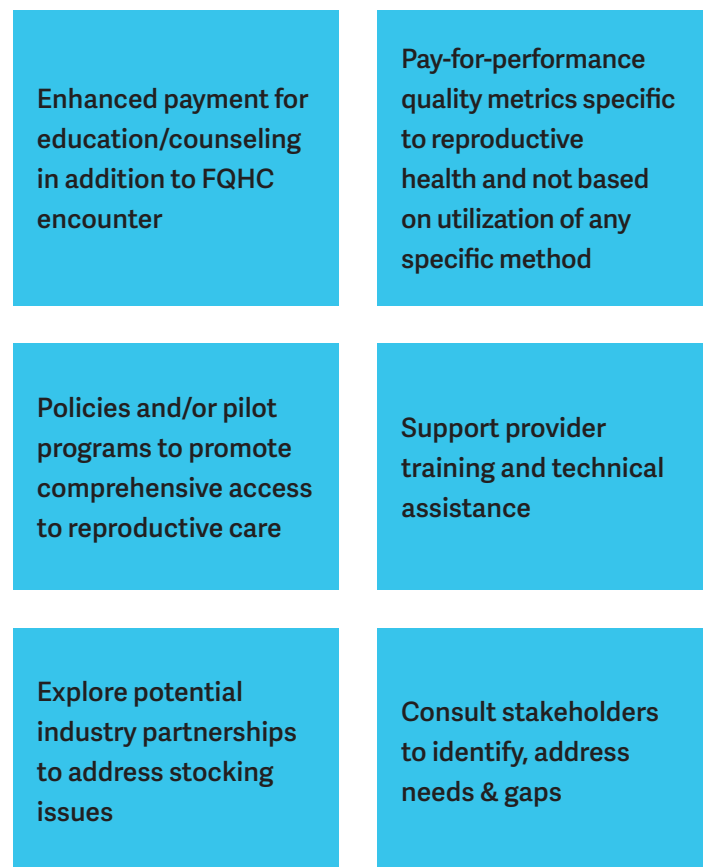 Enhanced payment for
education/counseling
in addition to FQHC
encounter
Pay-for-performance
quality metrics specific
to reproductive
health and not based
on utilization of any
specific method
Policies and/or pilot
programs to promote
comprehensive access
to reproductive care
Support provider
training and technical
assistance
Explore potential
industry partnerships
to address stocking
issues
Consult stakeholders
to identify, address
needs & gaps